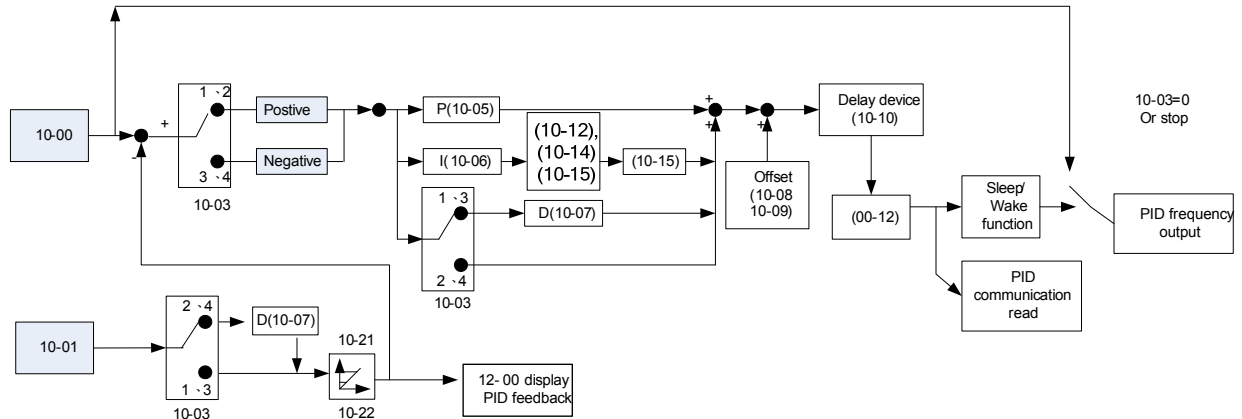 10-00
+
-
1 、2
3 、4
10-03
Postive
Negative
P(10-05)
I(10-06)
(10-12),
(10-14)
(10-15)
(10-15)
1 、3
2 、4
10-03
D(10-07)
+
+
+
Offset
(10-08
10-09)
Delay device
(10-10)
(00-12)
Sleep/
Wake
function
PID
communication
read
10-03=0
Or stop
PID frequency
output
10-01
2 、4
1 、3
10-03
D(10-07)
10-21
10-22
12- 00 display
PID feedback